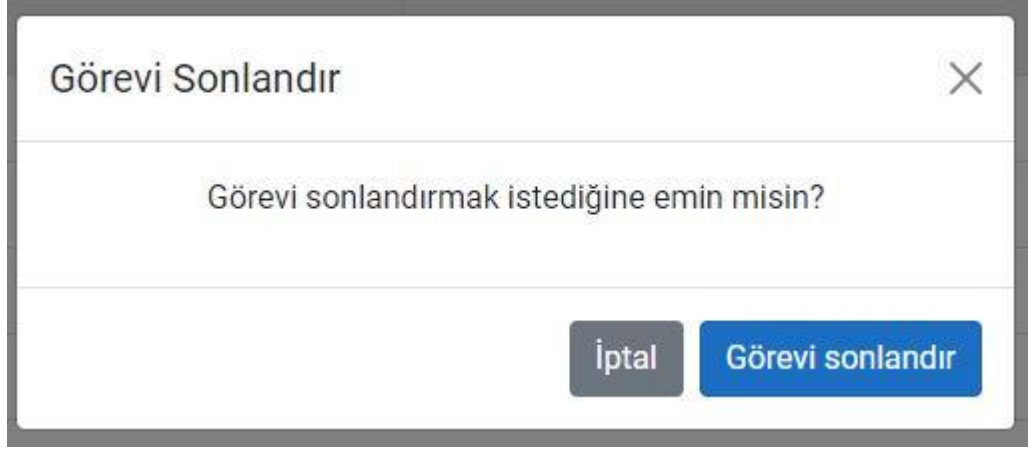 Görevi Sonlandır
Görevi sonlandırmak istediğine emin misin?
İptal
Görevi sonlandır